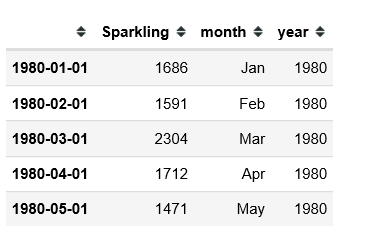 Sparkling month year
1980-01-01 1686 Jan 1980
1980-02-01 1591 Feb 1980
1980-03-01 2304 Mar 1980
1980-04-01 1712 Apr 1980
1980-05-01 1471 May 1980